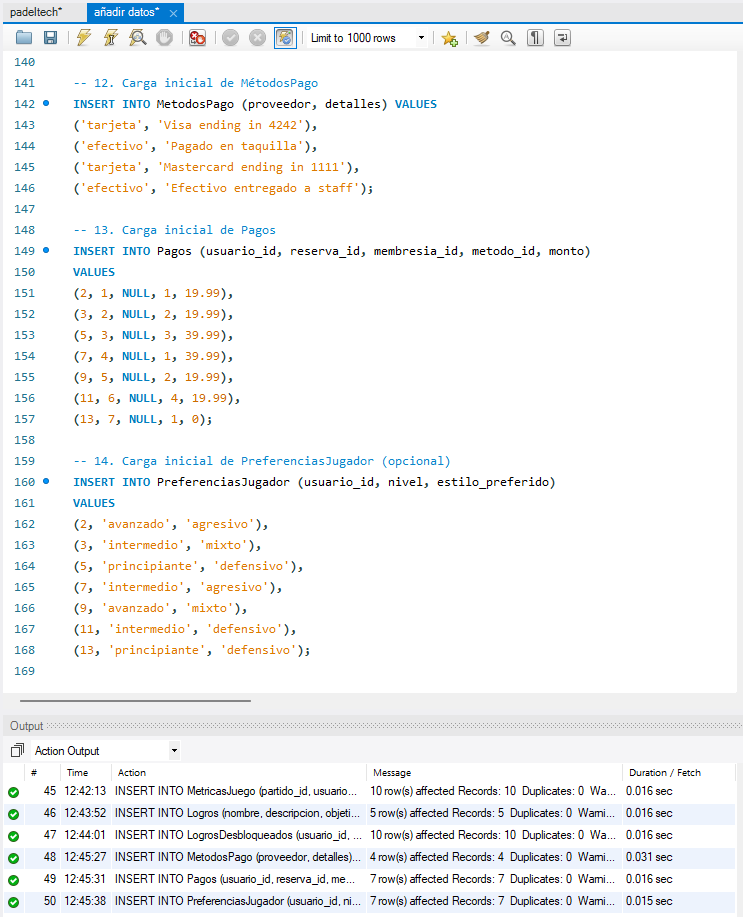 padeltech*
añadir datos*
Limit to 1000 rows
140
141 -- 12. Carga inicial de MétodosPago
142 INSERT INTO MetodosPago (proveedor, detalles) VALUES
143 ('tarjeta', 'Visa ending in 4242'),
144 ('efectivo', 'Pagado en taquilla'),
145 ('tarjeta', 'Mastercard ending in 1111'),
146 ('efectivo', 'Efectivo entregado a staff');
147
148 -- 13. Carga inicial de Pagos
149 INSERT INTO Pagos (usuario_id, reserva_id, membresia_id, metodo_id, monto)
150 VALUES
151 (2, 1, NULL, 1, 19.99),
152 (3, 2, NULL, 2, 19.99),
153 (5, 3, NULL, 3, 39.99),
154 (7, 4, NULL, 1, 39.99),
155 (9, 5, NULL, 2, 19.99),
156 (11, 6, NULL, 4, 19.99),
157 (13, 7, NULL, 1, 0);
158
159 -- 14. Carga inicial de PreferenciasJugador (opcional)
160 INSERT INTO PreferenciasJugador (usuario_id, nivel, estilo_preferido)
161 VALUES
162 (2, 'avanzado', 'agresivo'),
163 (3, 'intermedio', 'mixto'),
164 (5, 'principiante', 'defensivo'),
165 (7, 'intermedio', 'agresivo'),
166 (9, 'avanzado', 'mixto'),
167 (11, 'intermedio', 'defensivo'),
168 (13, 'principiante', 'defensivo');
169
Output
Action Output
# Time Action Message Duration / Fetch
45 12:42:13 INSERT INTO MetricasJuego (partido_id, usuario... 10 row(s) affected Records: 10 Duplicates: 0 Wa... 0.016 sec
46 12:43:52 INSERT INTO Logros (nombre, descripcion, objeti... 5 row(s) affected Records: 5 Duplicates: 0 Warni... 0.016 sec
47 12:44:01 INSERT INTO LogrosDesbloqueados (usuario_id, ... 10 row(s) affected Records: 10 Duplicates: 0 Wa... 0.016 sec
48 12:45:27 INSERT INTO MetodosPago (proveedor, detalles)... 4 row(s) affected Records: 4 Duplicates: 0 Warni... 0.031 sec
49 12:45:31 INSERT INTO Pagos (usuario_id, reserva_id, me... 7 row(s) affected Records: 7 Duplicates: 0 Warni... 0.016 sec
50 12:45:38 INSERT INTO PreferenciasJugador (usuario_id, ni... 7 row(s) affected Records: 7 Duplicates: 0 Warni... 0.015 sec